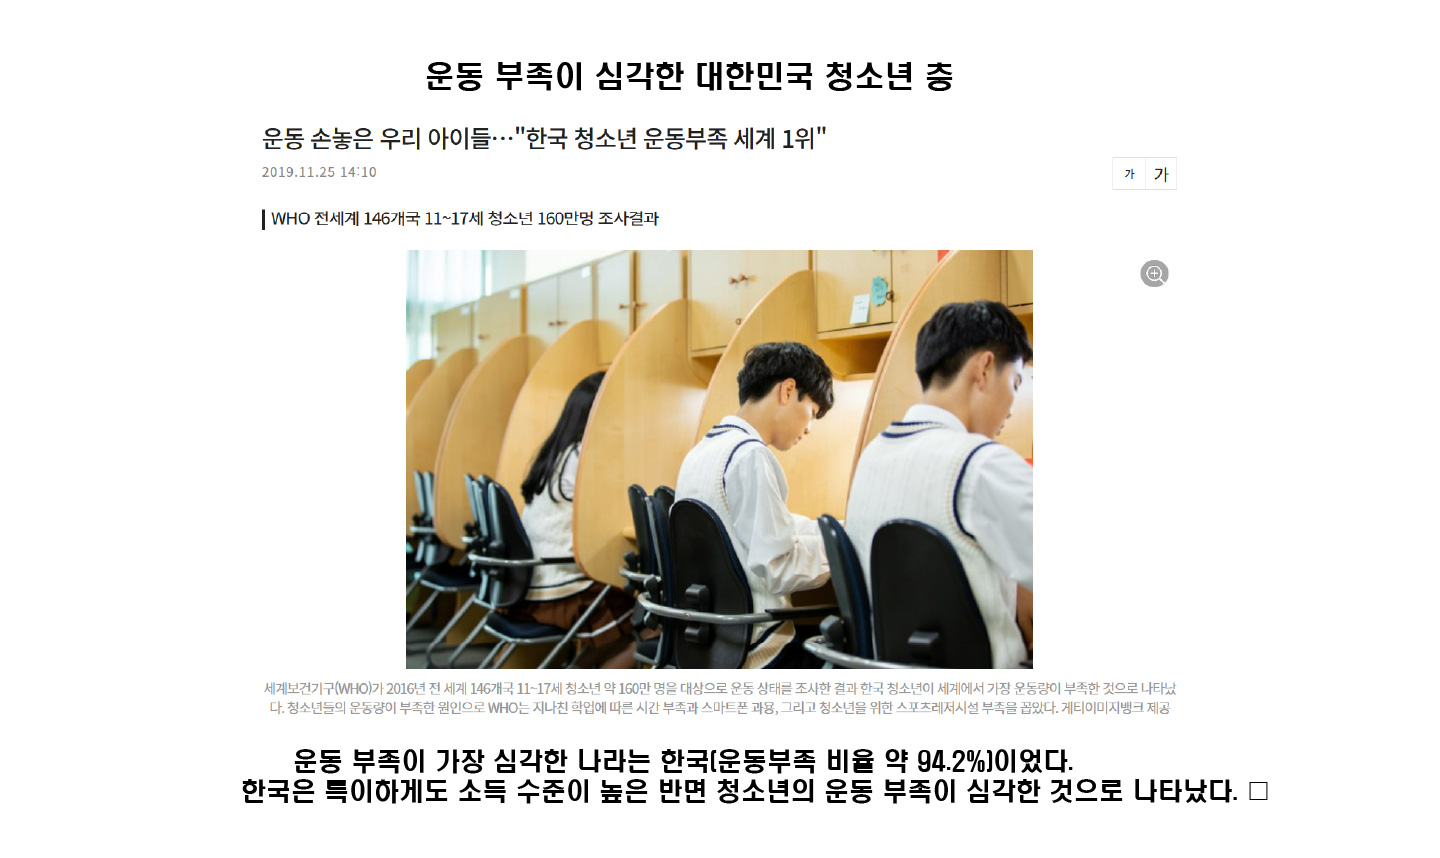 운동 부족이 심각한 대한민국 청소년 층
운동 손놓은 우리 아이들…"한국 청소년 운동부족 세계 1위"
2019.11.25 14:10
가 가
WHO 전세계 146개국 11~17세 청소년 160만명 조사결과
세계보건기구(WHO)가 2016년 전 세계 146개국 11~17세 청소년 약 160만 명을 대상으로 운동 상태를 조사한 결과 한국 청소년이 세계에서 가장 운동량이 부족한 것으로 나타났
다. 청소년들의 운동량이 부족한 원인으로 WHO는 지나친 학업에 따른 시간 부족과 스마트폰 과용, 그리고 청소년을 위한 스포츠레저시설 부족을 꼽았다. 게티이미지뱅크 제공
운동 부족이 가장 심각한 나라는 한국(운동부족 비율 약 94.2%)이었다.
한국은 특이하게도 소득 수준이 높은 반면 청소년의 운동 부족이 심각한 것으로 나타났다. □